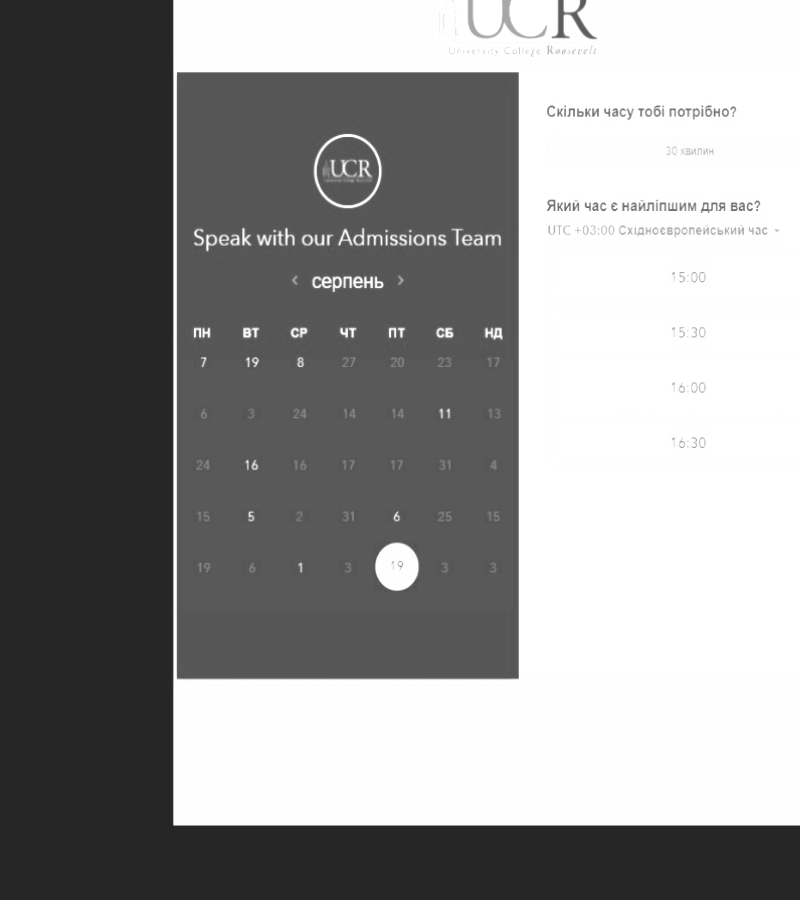 UCR
University College Roosevelt
UCR
Speak with our Admissions Team
< серпень >
ПН ВТ СР ЧТ ПТ СБ НД
7 19 8 27 20 23 17
6 3 24 14 14 11 13
24 16 16 17 17 31 4
15 5 2 31 6 25 15
19 6 1 3 19 3 3
Скільки часу тобі потрібно?
30 хвилин
Який час є найліпшим для вас?
UTC +03:00 Східноєвропейський час
15:00
15:30
16:00
16:30